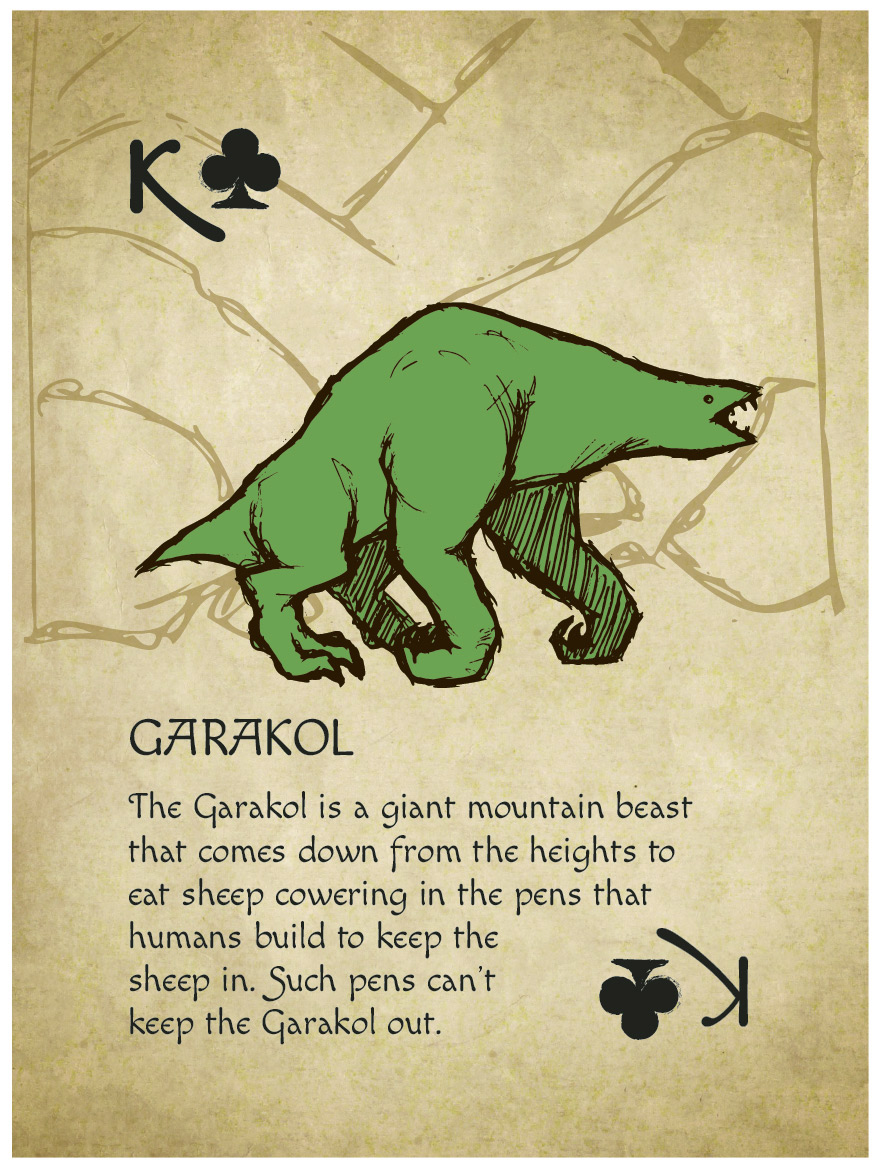 K
GARAKOL
The Garakol is a giant mountain beast
that comes down from the heights to
eat sheep cowering in the pens that
humans build to keep the
sheep in. Such pens can't
keep the Garakol out.
K